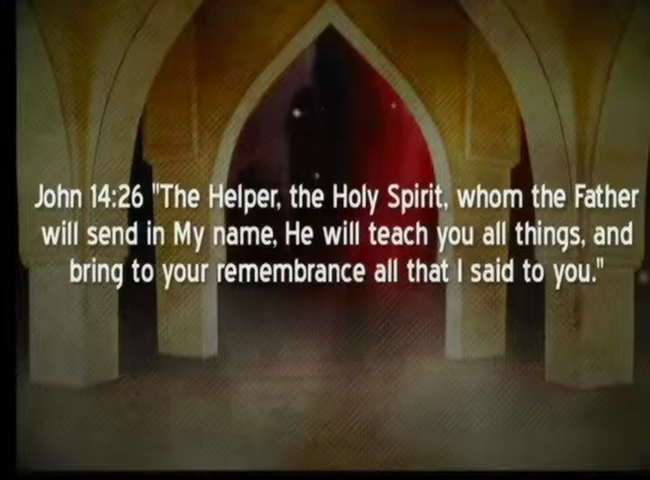 John 14:26 "The Helper, the Holy Spirit, whom the Father
will send in My name, He will teach you all things, and
bring to your remembrance all that I said to you."